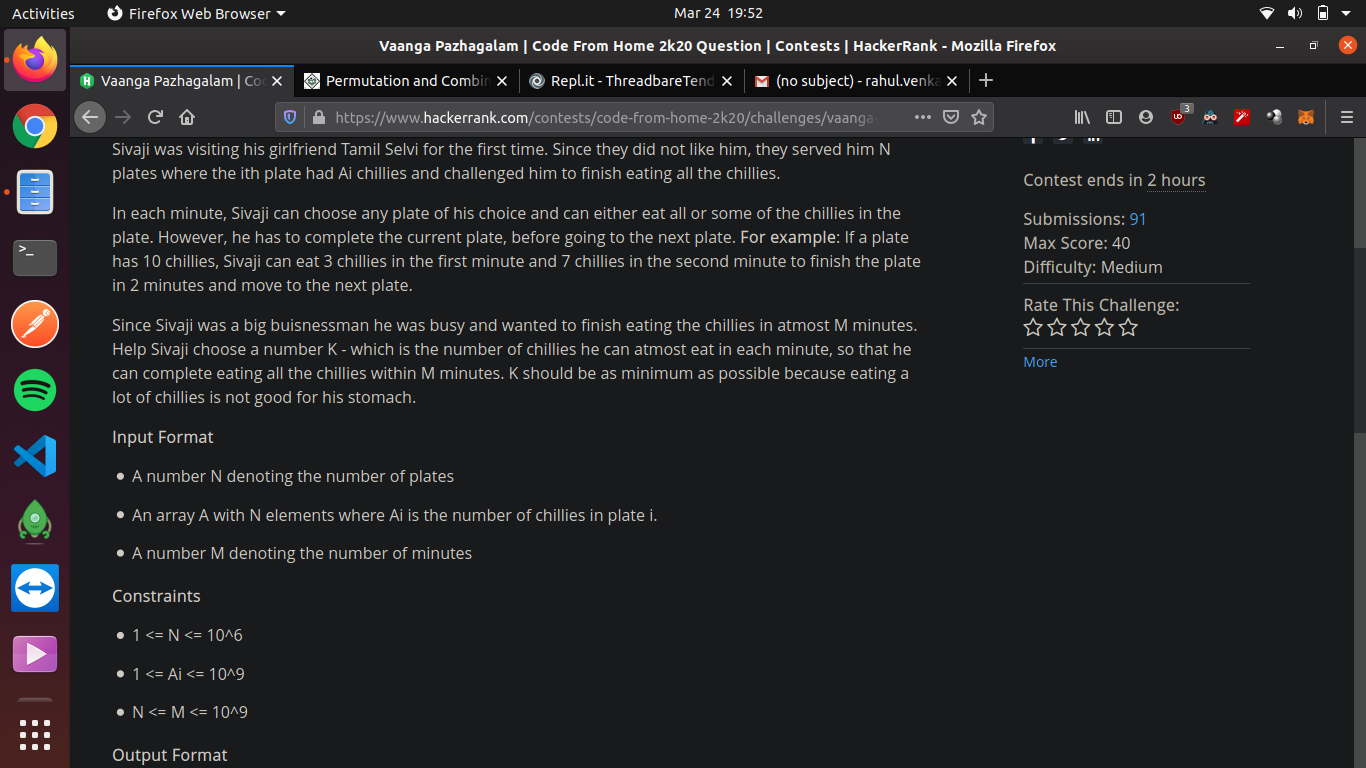 Activities
Firefox Web Browser
Mar 24 19:52
Vaanga Pazhagalam | Code From Home 2k20 Question | Contests | HackerRank - Mozilla Firefox
Vaanga Pazhagalam | Co
Permutation and Combin
Repl.it - ThreadbareTend
(no subject) - rahul.venka
https://www.hackerrank.com/contests/code-from-home-2k20/challenges/vaanga-
3
Sivaji was visiting his girlfriend Tamil Selvi for the first time. Since they did not like him, they served him N
plates where the ith plate had Ai chillies and challenged him to finish eating all the chillies.
In each minute, Sivaji can choose any plate of his choice and can either eat all or some of the chillies in the
plate. However, he has to complete the current plate, before going to the next plate. For example: If a plate
has 10 chillies, Sivaji can eat 3 chillies in the first minute and 7 chillies in the second minute to finish the plate
in 2 minutes and move to the next plate.
Since Sivaji was a big buisnessman he was busy and wanted to finish eating the chillies in atmost M minutes.
Help Sivaji choose a number K - which is the number of chillies he can atmost eat in each minute, so that he
can complete eating all the chillies within M minutes. K should be as minimum as possible because eating a
lot of chillies is not good for his stomach.
Input Format
A number N denoting the number of plates
An array A with N elements where Ai is the number of chillies in plate i.
A number M denoting the number of minutes
Constraints
1 <= N <= 10^6
1 <= Ai <= 10^9
N <= M <= 10^9
Output Format
Contest ends in 2 hours
Submissions: 91
Max Score: 40
Difficulty: Medium
Rate This Challenge:
More